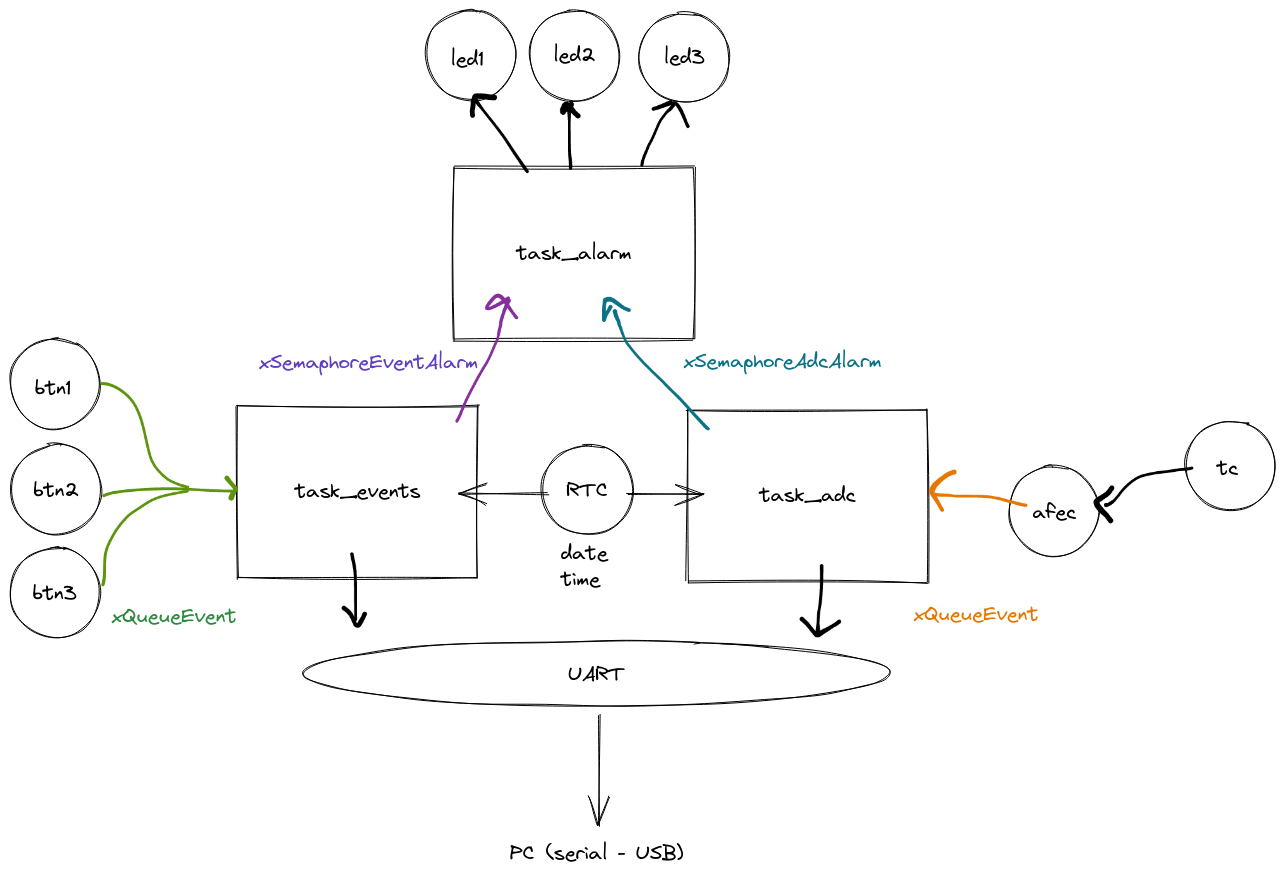 led1
led2
led3
task_alarm
xSemaphoreEventAlarm
xSemaphoreAdcAlarm
btn1
btn2
btn3
xQueueEvent
task_events
RTC
date
time
task_adc
afec
tc
xQueueEvent
UART
PC (serial - USB)